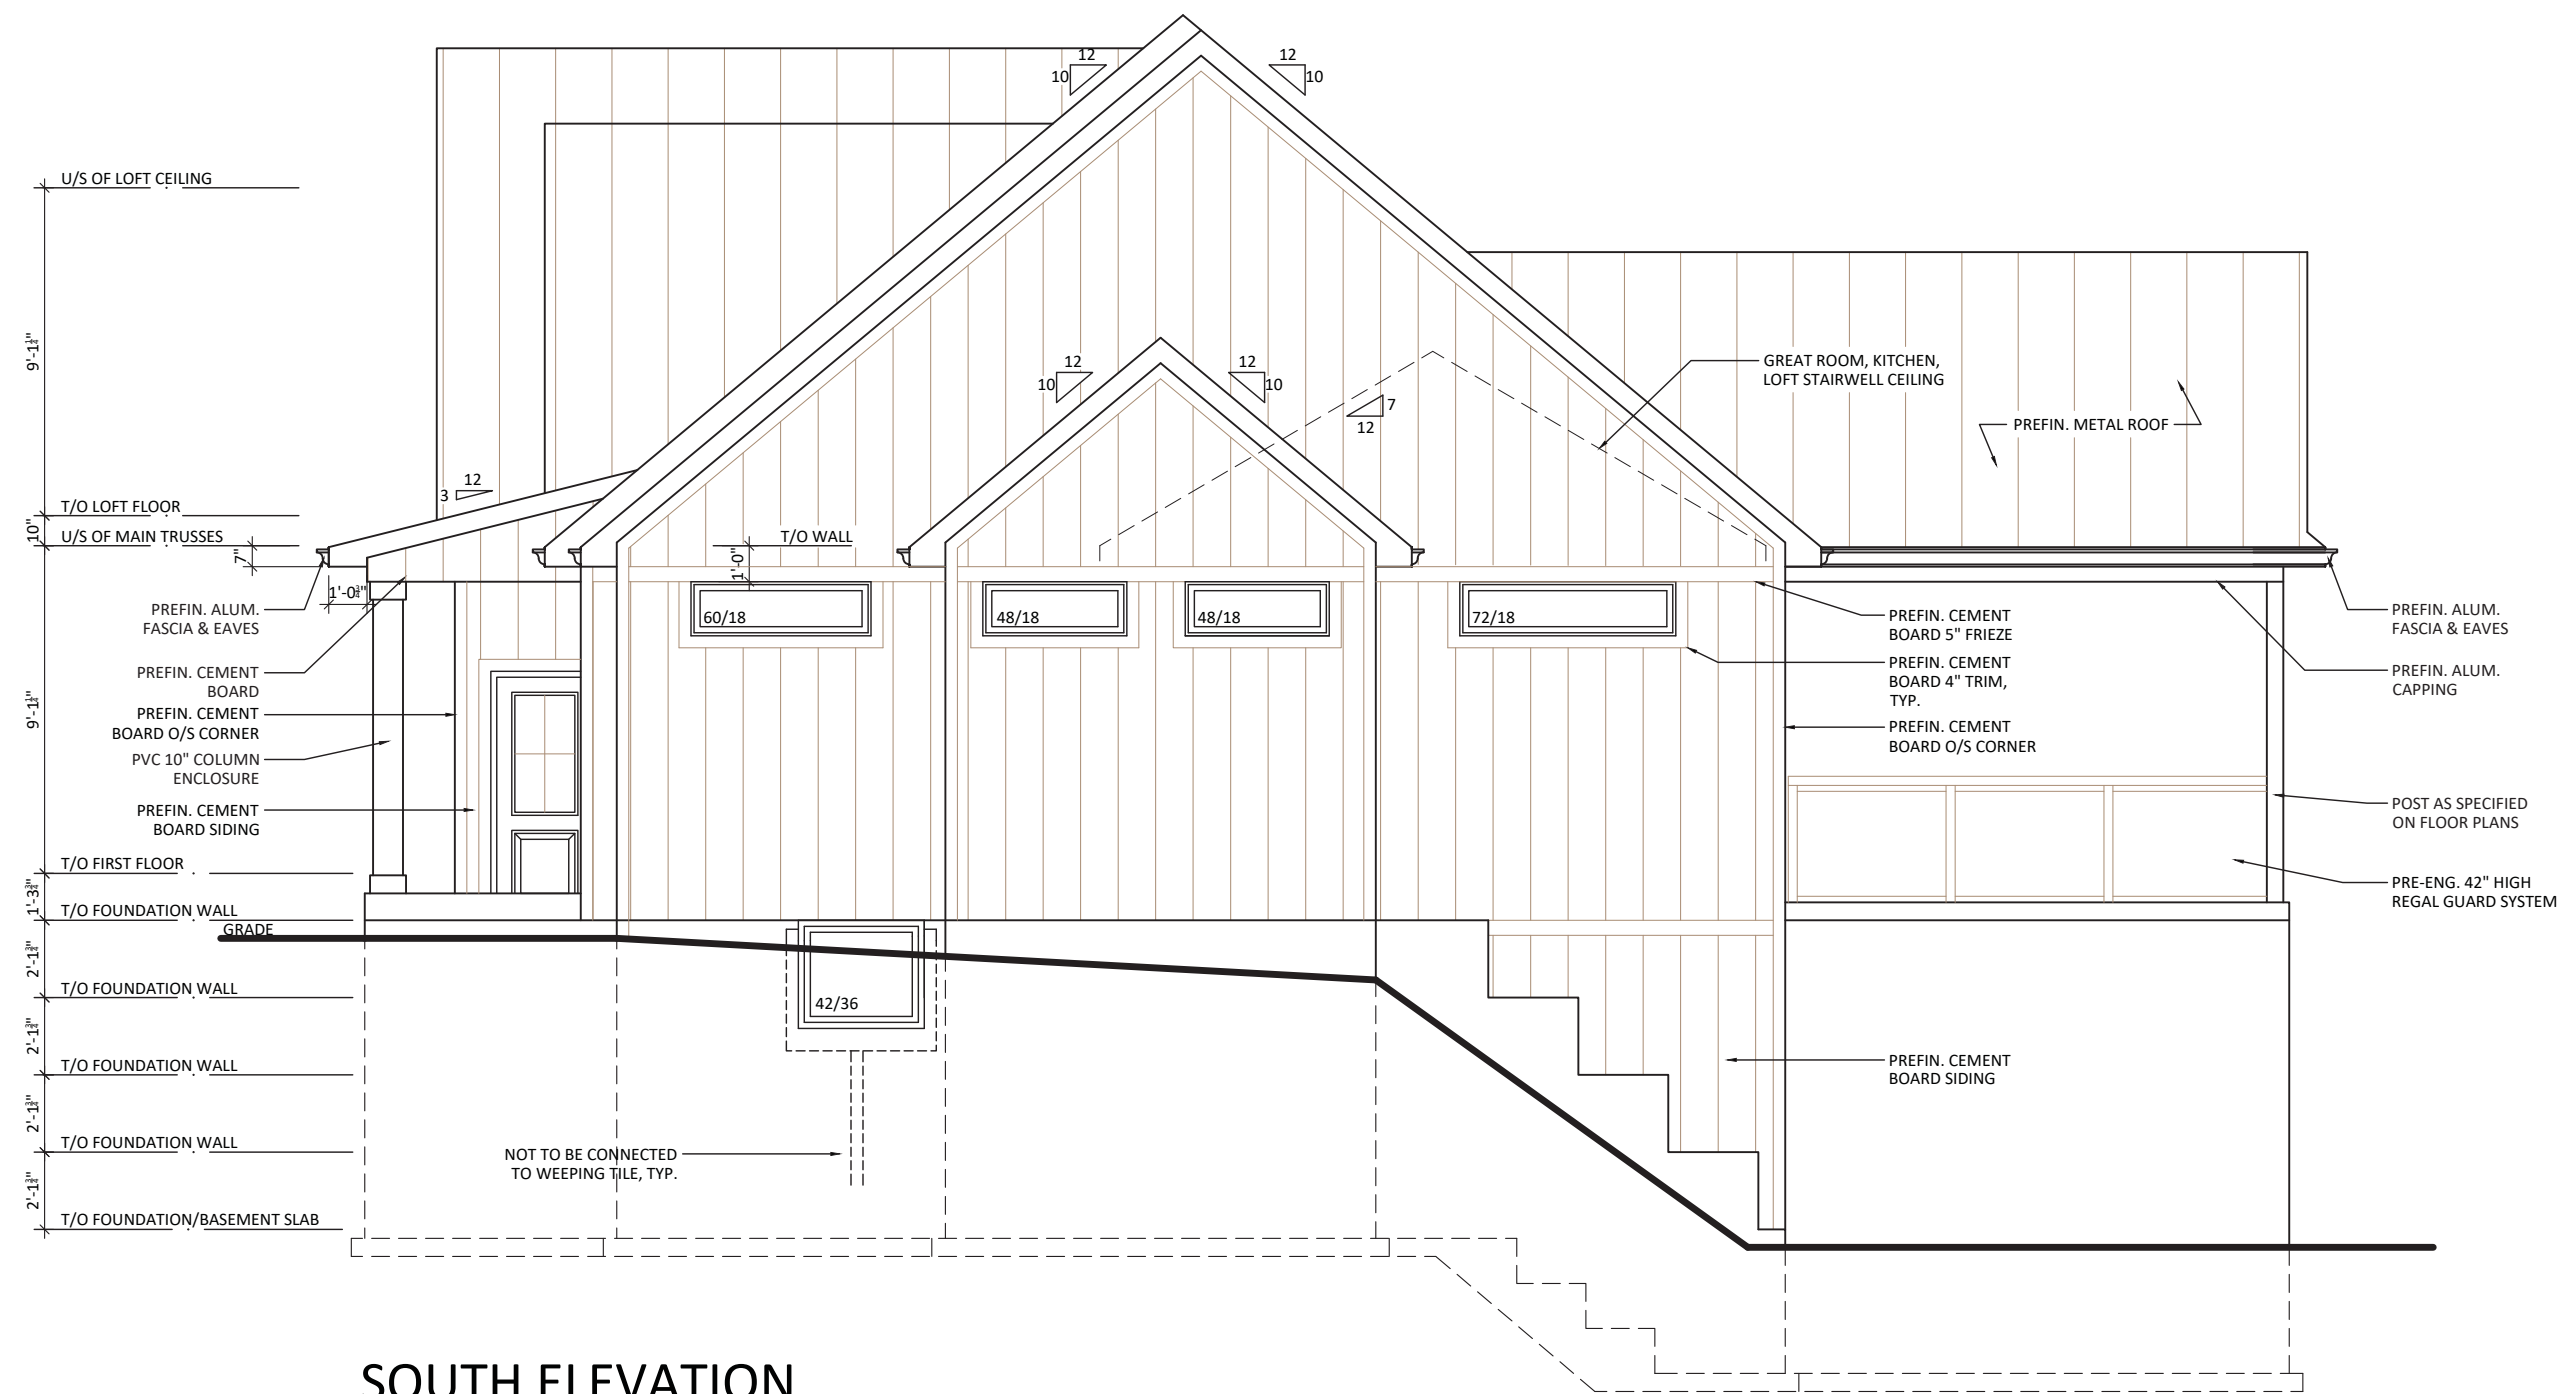 12
10
12
10
U/S OF LOFT CEILING
9'-1¼"
12
10
12
10
GREAT ROOM, KITCHEN,
LOFT STAIRWELL CEILING
7
12
PREFIN. METAL ROOF
12
3
T/O LOFT FLOOR
10"
U/S OF MAIN TRUSSES
7"
T/O WALL
1'-0"
1'-0¾"
60/18
48/18
48/18
72/18
PREFIN. ALUM.
FASCIA & EAVES
PREFIN. CEMENT
BOARD
PREFIN. CEMENT
BOARD O/S CORNER
PVC 10" COLUMN
ENCLOSURE
PREFIN. CEMENT
BOARD SIDING
9'-1¼"
PREFIN. CEMENT
BOARD 5" FRIEZE
PREFIN. CEMENT
BOARD 4" TRIM,
TYP.
PREFIN. CEMENT
BOARD O/S CORNER
PREFIN. ALUM.
FASCIA & EAVES
PREFIN. ALUM.
CAPPING
POST AS SPECIFIED
ON FLOOR PLANS
PRE-ENG. 42" HIGH
REGAL GUARD SYSTEM
T/O FIRST FLOOR
1'-3¾"
T/O FOUNDATION WALL
GRADE
2'-1¾"
T/O FOUNDATION WALL
42/36
2'-1¾"
T/O FOUNDATION WALL
PREFIN. CEMENT
BOARD SIDING
2'-1¾"
T/O FOUNDATION WALL
NOT TO BE CONNECTED
TO WEEPING TILE, TYP.
2'-1¾"
T/O FOUNDATION/BASEMENT SLAB
SOUTH ELEVATION